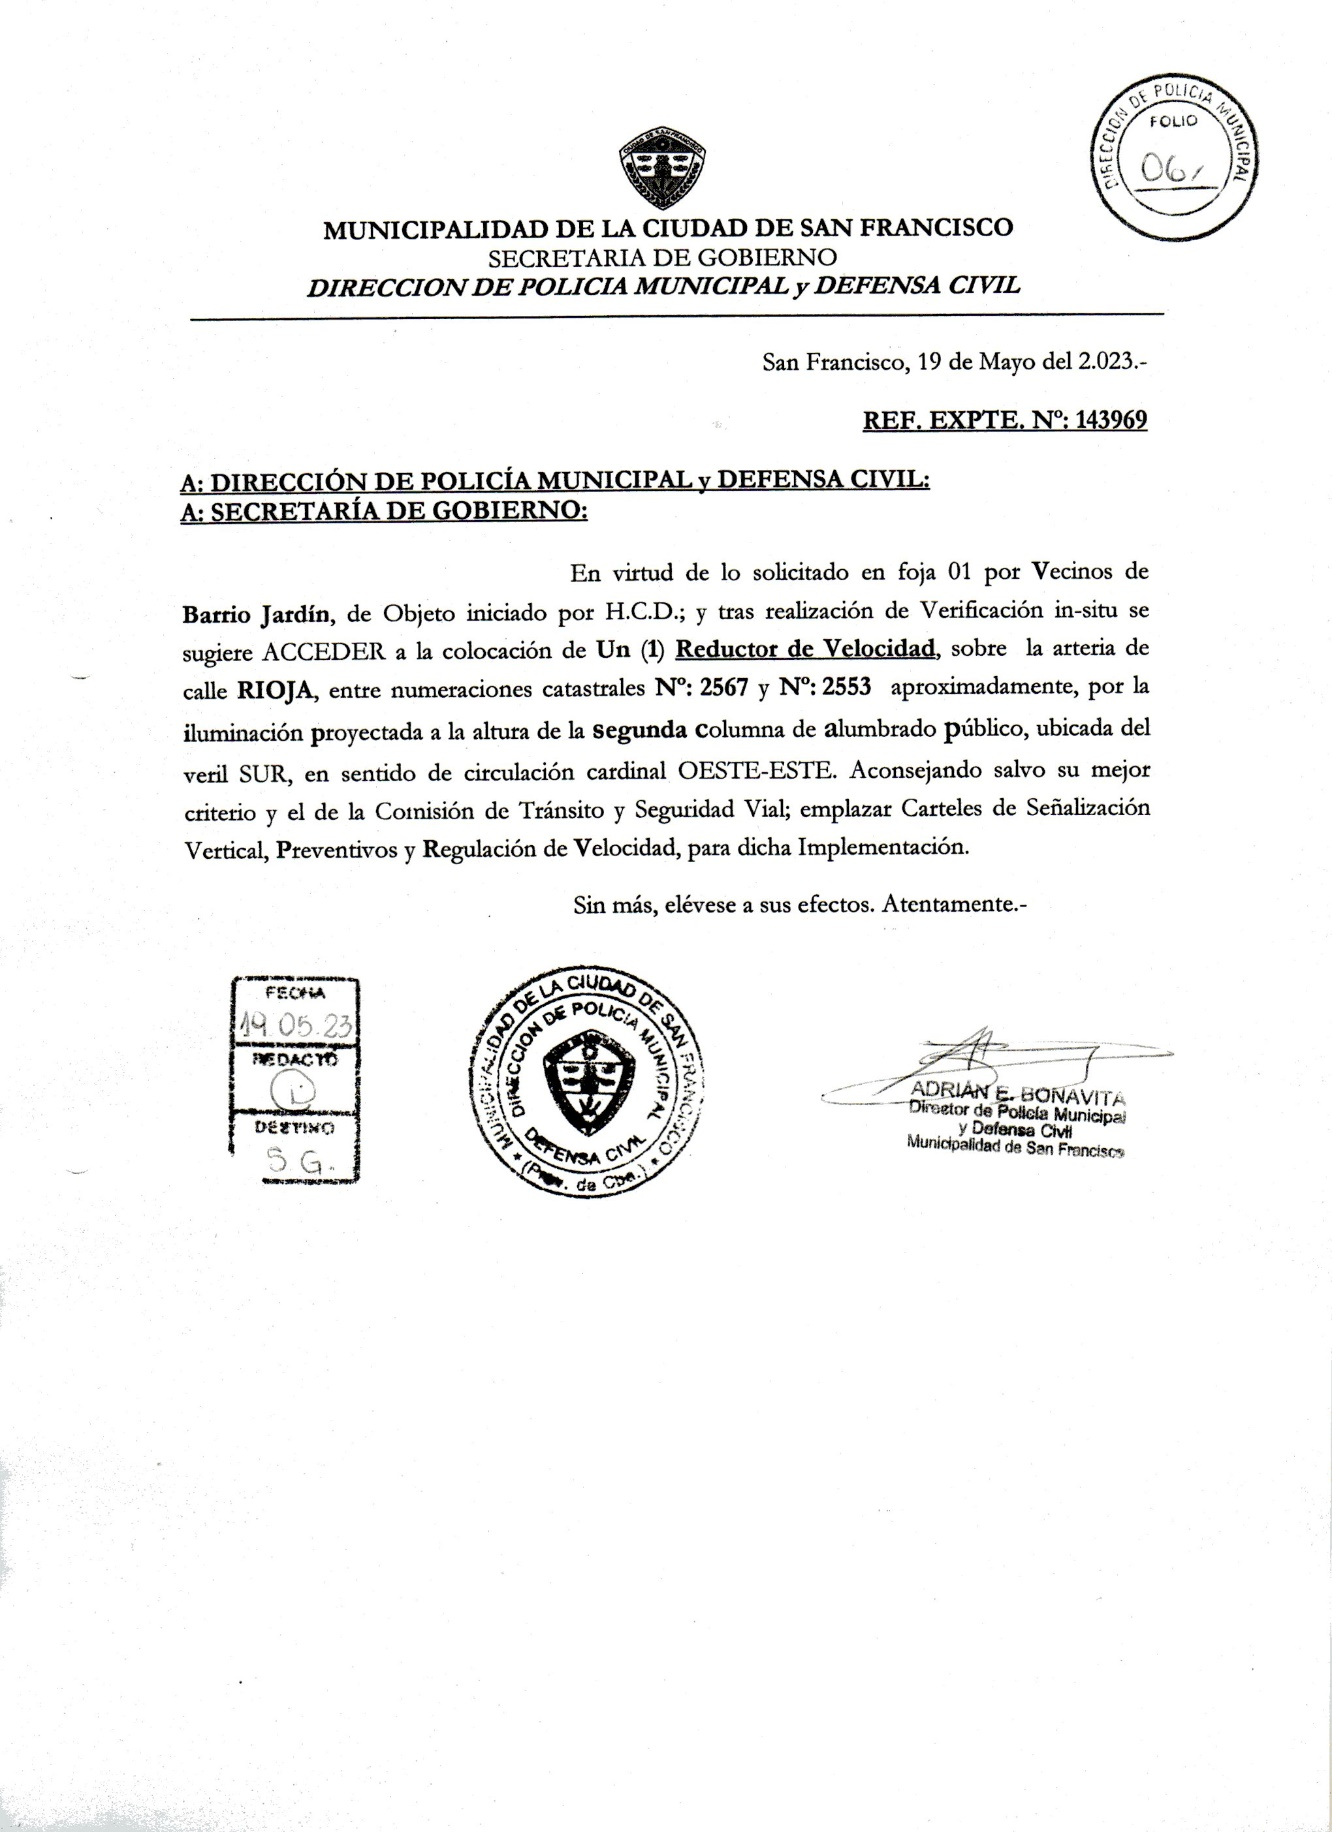 DIRECCION DE POLICIA MUNICIPAL
FOLIO
06
CIUDAD DE SAN FRANCISCO
MUNICIPALIDAD DE LA CIUDAD DE SAN FRANCISCO
SECRETARIA DE GOBIERNO
DIRECCION DE POLICIA MUNICIPAL y DEFENSA CIVIL
San Francisco, 19 de Mayo del 2.023.-
REF. EXPTE. Nº: 143969
A: DIRECCIÓN DE POLICÍA MUNICIPAL y DEFENSA CIVIL:
A: SECRETARÍA DE GOBIERNO:
En virtud de lo solicitado en foja 01 por Vecinos de
Barrio Jardín, de Objeto iniciado por H.C.D.; y tras realización de Verificación in-situ se
sugiere ACCEDER a la colocación de Un (1) Reductor de Velocidad, sobre la arteria de
calle RIOJA, entre numeraciones catastrales Nº: 2567 y Nº: 2553 aproximadamente, por la
iluminación proyectada a la altura de la segunda columna de alumbrado público, ubicada del
veril SUR, en sentido de circulación cardinal OESTE-ESTE. Aconsejando salvo su mejor
criterio y el de la Comisión de Tránsito y Seguridad Vial; emplazar Carteles de Señalización
Vertical, Preventivos y Regulación de Velocidad, para dicha Implementación.
Sin más, elévese a sus efectos. Atentamente.-
FECHA
19.05.23
REDACTÓ
DESTINO
S G.
MUNICIPALIDAD DE LA CIUDAD DE SAN FRANCISCO
DIRECCION DE POLICIA MUNICIPAL
DEFENSA CIVIL
(Prov. de Cba.)
ADRIÁN E. BONAVITA
Director de Policía Municipal
y Defensa Civil
Municipalidad de San Francisco